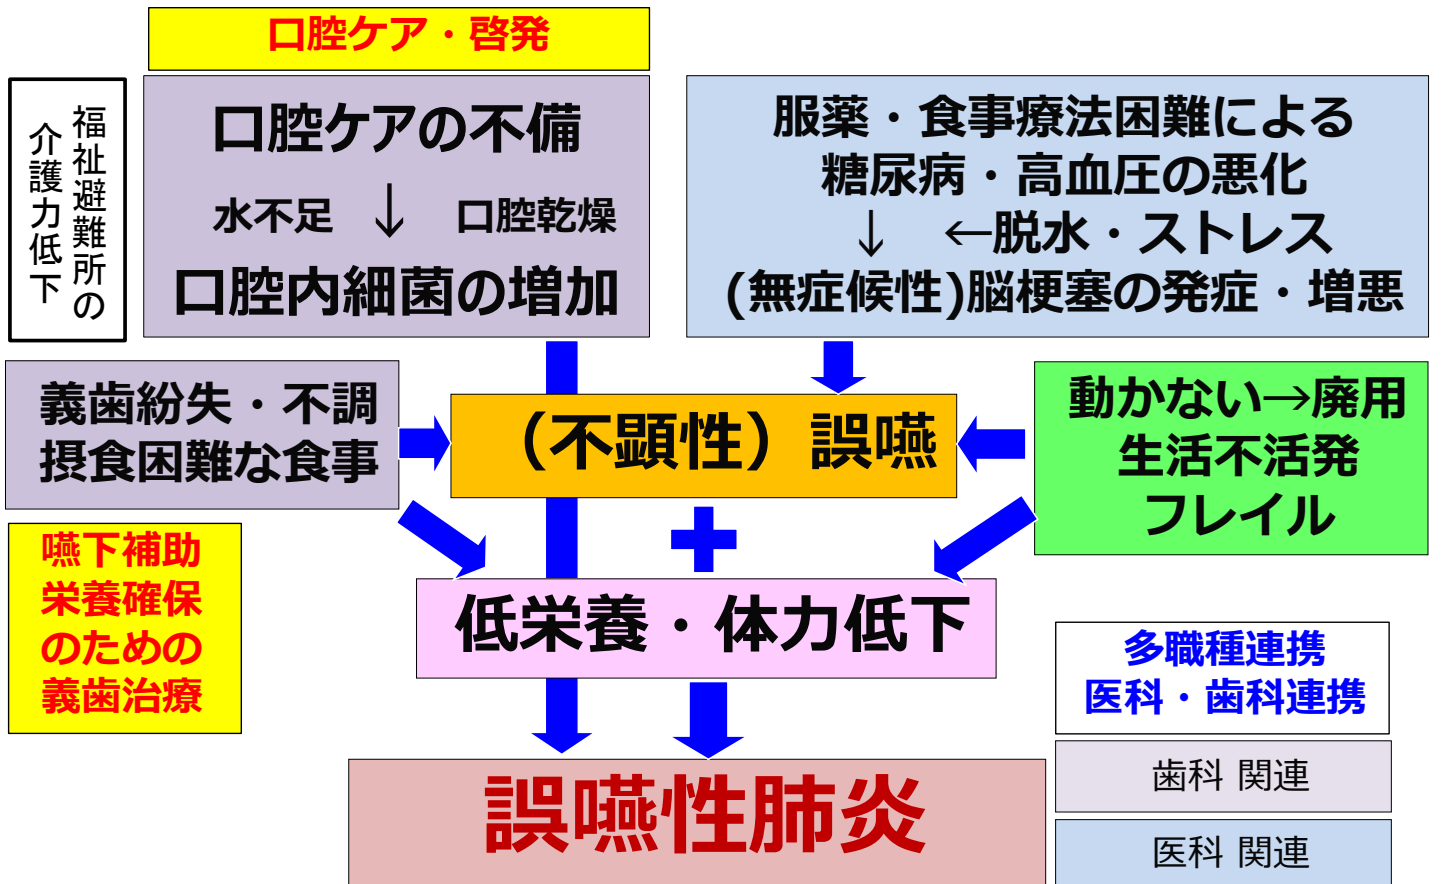 口腔ケア・啓発
福祉避難所の
介護力低下
口腔ケアの不備
水不足 ↓ 口腔乾燥
口腔内細菌の増加
服薬・食事療法困難による
糖尿病・高血圧の悪化
↓ ←脱水・ストレス
(無症候性)脳梗塞の発症・増悪
義歯紛失・不調
摂食困難な食事
（不顕性）誤嚥
動かない→廃用
生活不活発
フレイル
嚥下補助
栄養確保
のための
義歯治療
低栄養・体力低下
多職種連携
医科・歯科連携
誤嚥性肺炎
歯科 関連
医科 関連